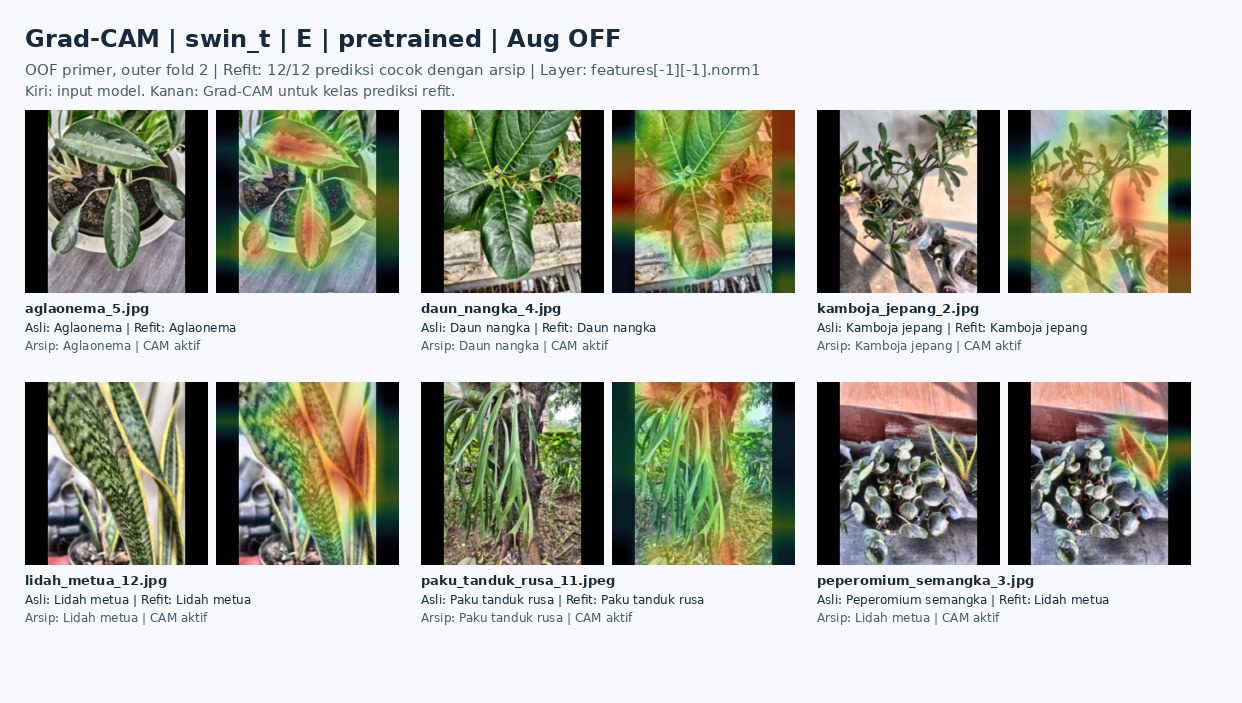 Grad-CAM | swin_t | E | pretrained | Aug OFF
OOF primer, outer fold 2 | Refit: 12/12 prediksi cocok dengan arsip | Layer: features[-1][-1].norm1
Kiri: input model. Kanan: Grad-CAM untuk kelas prediksi refit.
aglaonema_5.jpg
Asli: Aglaonema | Refit: Aglaonema
Arsip: Aglaonema | CAM aktif
daun_nangka_4.jpg
Asli: Daun nangka | Refit: Daun nangka
Arsip: Daun nangka | CAM aktif
kamboja_jepang_2.jpg
Asli: Kamboja jepang | Refit: Kamboja jepang
Arsip: Kamboja jepang | CAM aktif
lidah_metua_12.jpg
Asli: Lidah metua | Refit: Lidah metua
Arsip: Lidah metua | CAM aktif
paku_tanduk_rusa_11.jpeg
Asli: Paku tanduk rusa | Refit: Paku tanduk rusa
Arsip: Paku tanduk rusa | CAM aktif
peperomium_semangka_3.jpg
Asli: Peperomium semangka | Refit: Lidah metua
Arsip: Lidah metua | CAM aktif